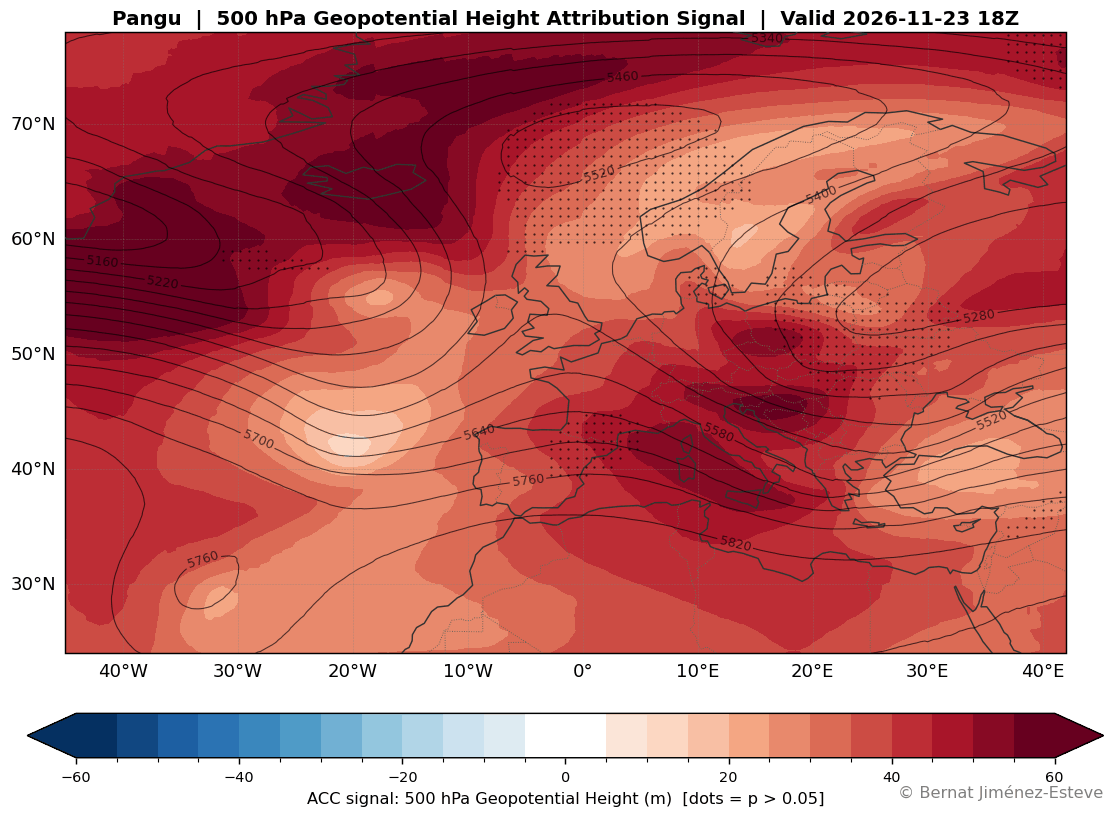 Pangu | 500 hPa Geopotential Height Attribution Signal | Valid 2026-11-23 18Z
5340
5460
70°N
5520
5400
60°N
5160
5220
5280
50°N
5520
5700
5640
5580
40°N
5760
5820
5760
30°N
40°W 30°W 20°W 10°W 0° 10°E 20°E 30°E 40°E
−60 −40 −20 0 20 40 60
ACC signal: 500 hPa Geopotential Height (m) [dots = p > 0.05]
© Bernat Jiménez-Esteve